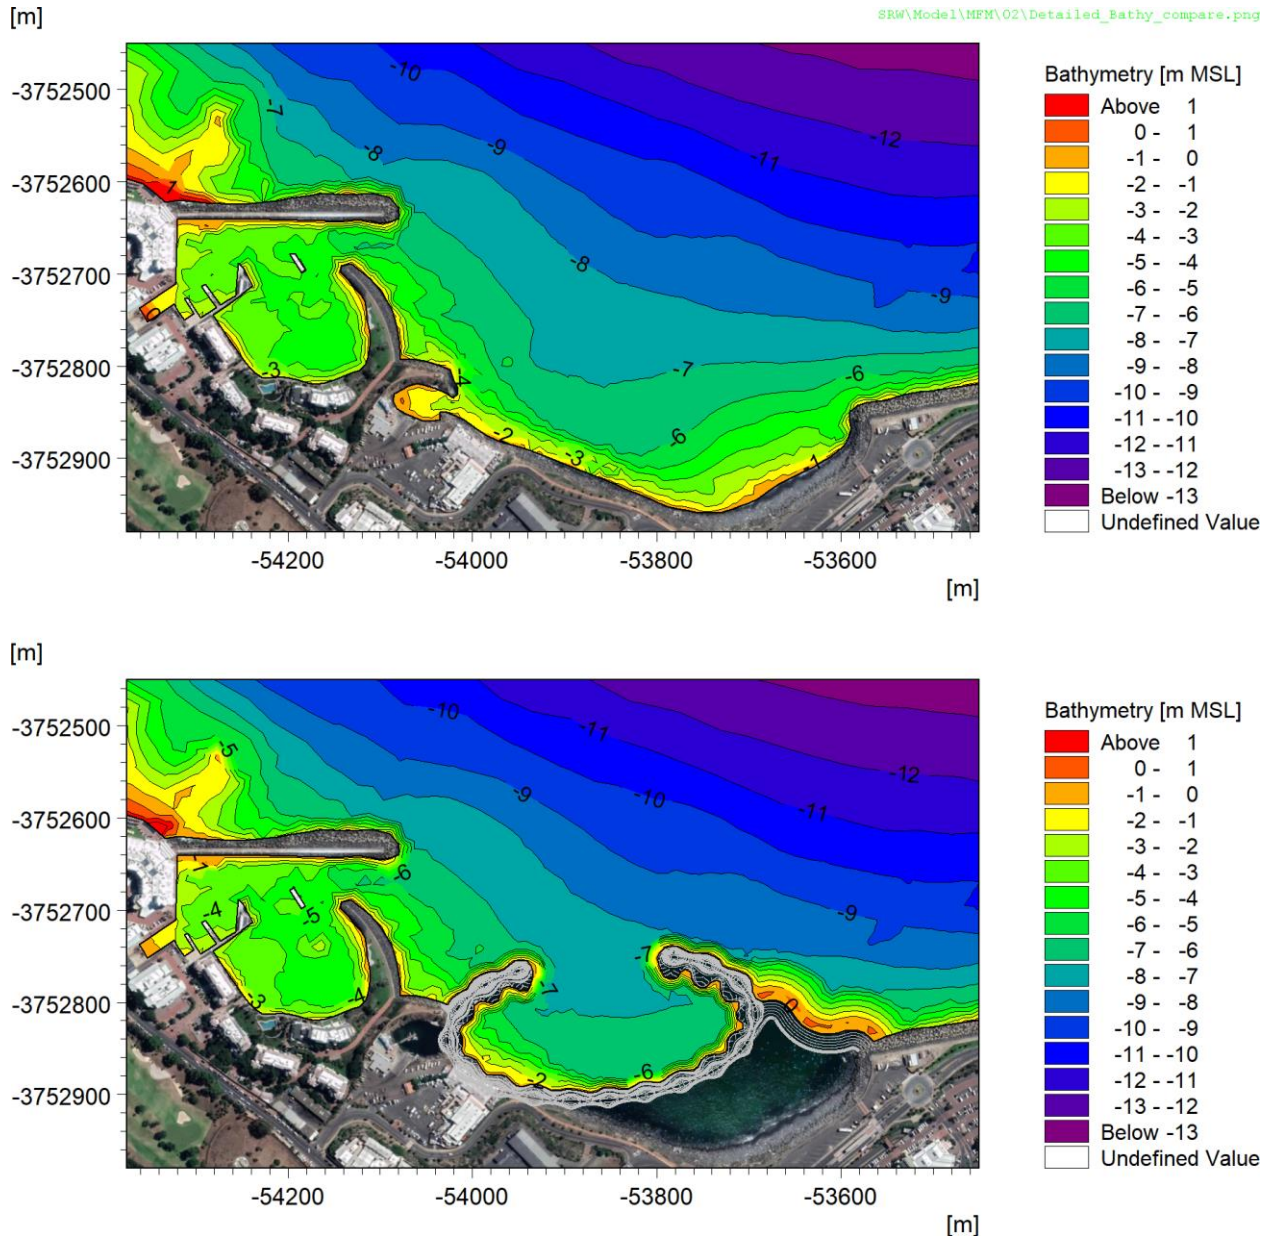 [m]
SRW\Model\MFM\02\Detailed_Bathy_compare.png
-3752500
-3752600
-3752700
-3752800
-3752900
-54200
-54000
-53800
-53600
[m]
-10
-7
-8
-9
-11
-12
1
-8
-9
0
-3
-4
-7
-6
-2
-3
-6
-1
Bathymetry [m MSL]
Above 1
0 - 1
-1 - 0
-2 - -1
-3 - -2
-4 - -3
-5 - -4
-6 - -5
-7 - -6
-8 - -7
-9 - -8
-10 - -9
-11 - -10
-12 - -11
-13 - -12
Below -13
Undefined Value
[m]
-3752500
-3752600
-3752700
-3752800
-3752900
-54200
-54000
-53800
-53600
[m]
-5
-10
-11
-12
-9
-10
-11
-1
-6
-4
-5
-9
-7
-7
-3
-4
0
-2
-6
Bathymetry [m MSL]
Above 1
0 - 1
-1 - 0
-2 - -1
-3 - -2
-4 - -3
-5 - -4
-6 - -5
-7 - -6
-8 - -7
-9 - -8
-10 - -9
-11 - -10
-12 - -11
-13 - -12
Below -13
Undefined Value